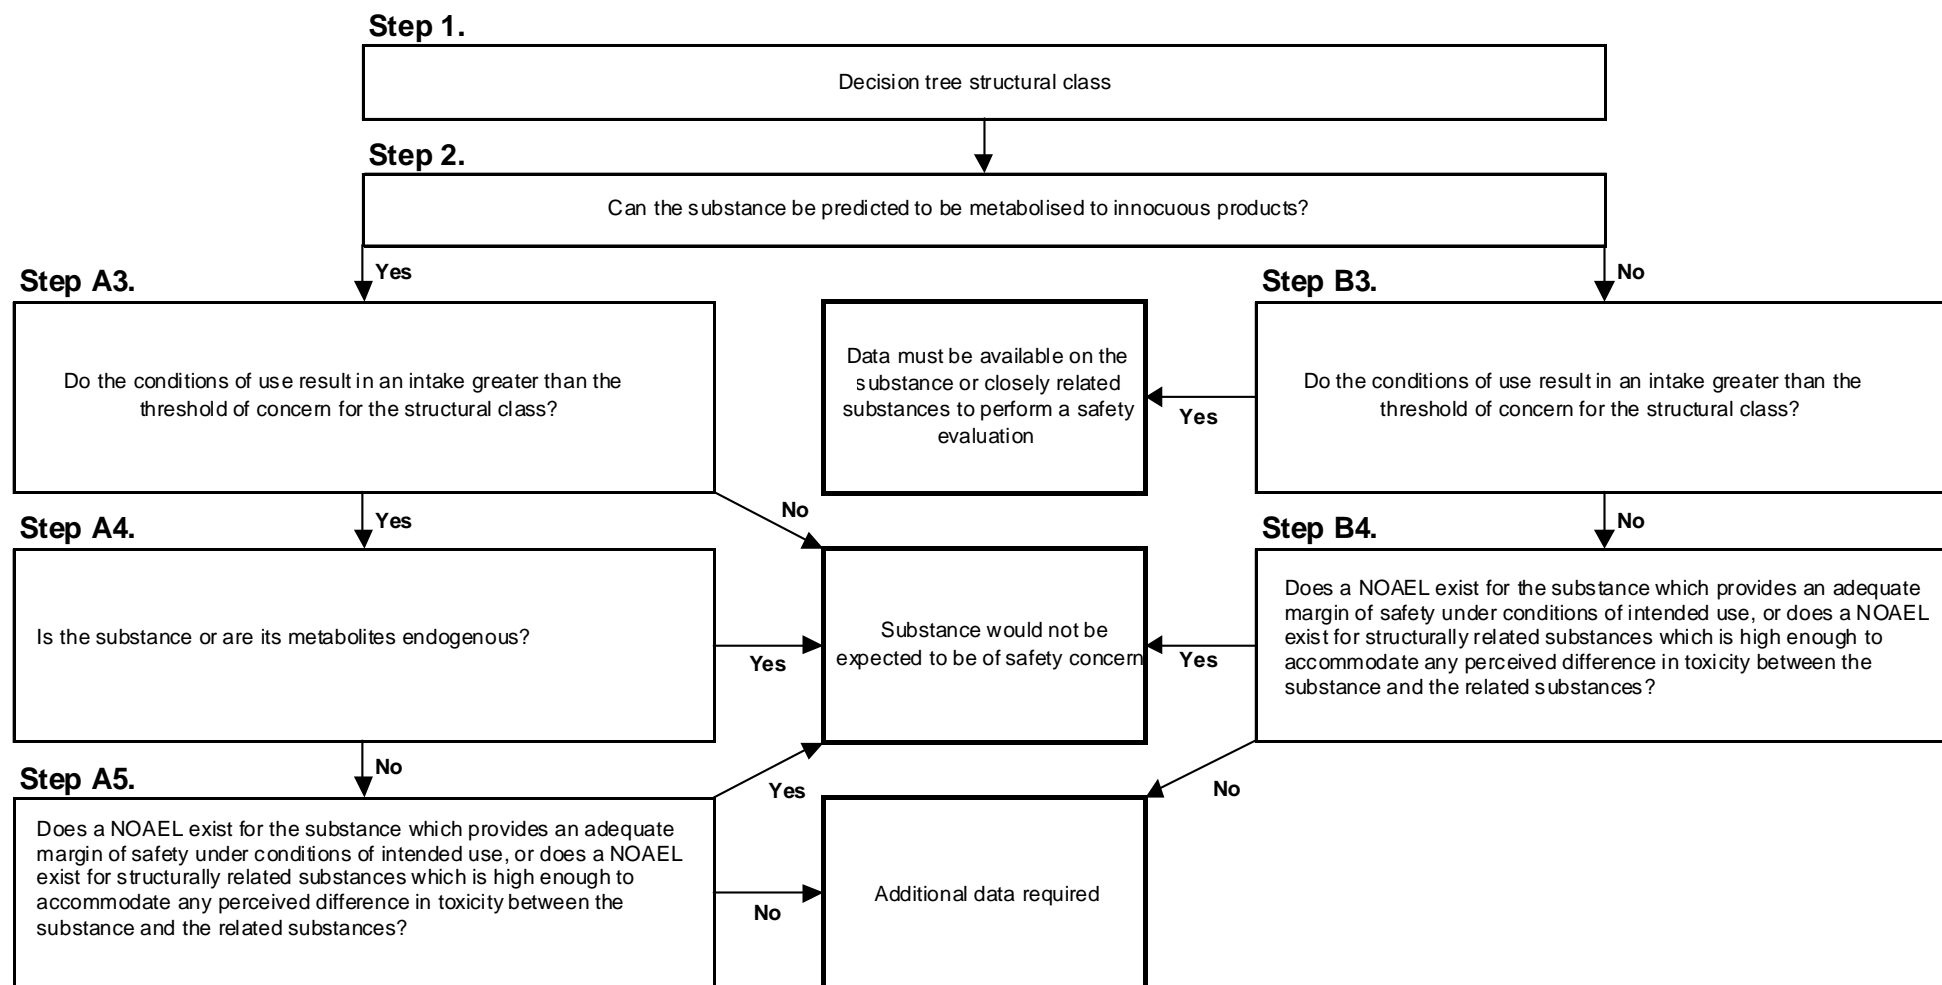 Step 1.
Decision tree structural class
Step 2.
Can the substance be predicted to be metabolised to innocuous products?
Yes
No
Step A3.
Do the conditions of use result in an intake greater than the
threshold of concern for the structural class?
Data must be available on the
substance or closely related
substances to perform a safety
evaluation
Yes
Step B3.
Do the conditions of use result in an intake greater than the
threshold of concern for the structural class?
Yes
No
No
Step A4.
Is the substance or are its metabolites endogenous?
Yes
Substance would not be
expected to be of safety concern
Yes
Step B4.
Does a NOAEL exist for the substance which provides an adequate
margin of safety under conditions of intended use, or does a NOAEL
exist for structurally related substances which is high enough to
accommodate any perceived difference in toxicity between the
substance and the related substances?
No
Yes
No
Step A5.
Does a NOAEL exist for the substance which provides an adequate
margin of safety under conditions of intended use, or does a NOAEL
exist for structurally related substances which is high enough to
accommodate any perceived difference in toxicity between the
substance and the related substances?
No
Additional data required